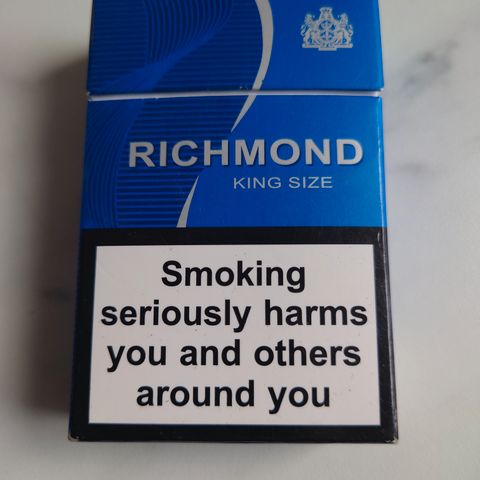 RICHMOND
KING SIZE
Smoking
seriously harms
you and others
around you